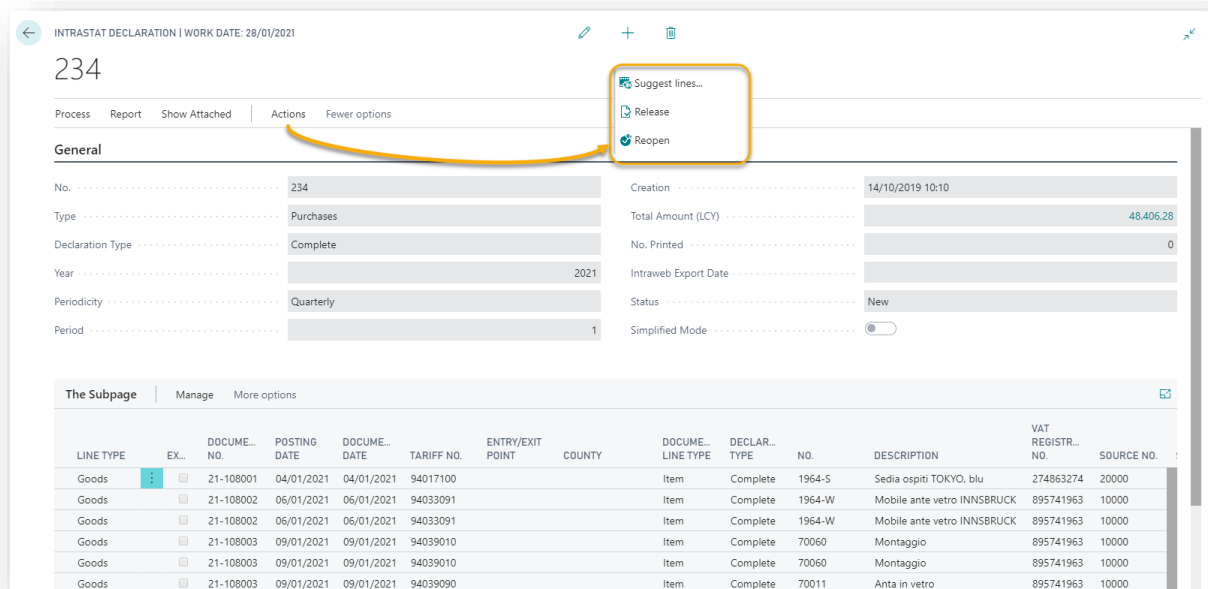 INTRASTAT DECLARATION | WORK DATE: 28/01/2021
234
Suggest lines...
Release
Reopen
Process Report Show Attached Actions Fewer options
General
No. 234 Creation 14/10/2019 10:10
Type Purchases Total Amount (LCY) 48.406,28
Declaration Type Complete No. Printed 0
Year 2021 Intraweb Export Date
Periodicity Quarterly Status New
Period 1 Simplified Mode
The Subpage Manage More options
LINE TYPE EX... DOCUME... NO. POSTING DATE DOCUME... DATE TARIFF NO. ENTRY/EXIT POINT COUNTY DOCUME... LINE TYPE DECLAR... TYPE NO. DESCRIPTION VAT REGISTR... NO. SOURCE NO.
Goods 21-108001 04/01/2021 04/01/2021 94017100 Item Complete 1964-S Sedia ospiti TOKYO, blu 274863274 20000
Goods 21-108002 06/01/2021 06/01/2021 94033091 Item Complete 1964-W Mobile ante vetro INNSBRUCK 895741963 10000
Goods 21-108002 06/01/2021 06/01/2021 94033091 Item Complete 1964-W Mobile ante vetro INNSBRUCK 895741963 10000
Goods 21-108003 09/01/2021 09/01/2021 94039010 Item Complete 70060 Montaggio 895741963 10000
Goods 21-108003 09/01/2021 09/01/2021 94039010 Item Complete 70060 Montaggio 895741963 10000
Goods 21-108003 09/01/2021 09/01/2021 94039090 Item Complete 70011 Anta in vetro 895741963 10000